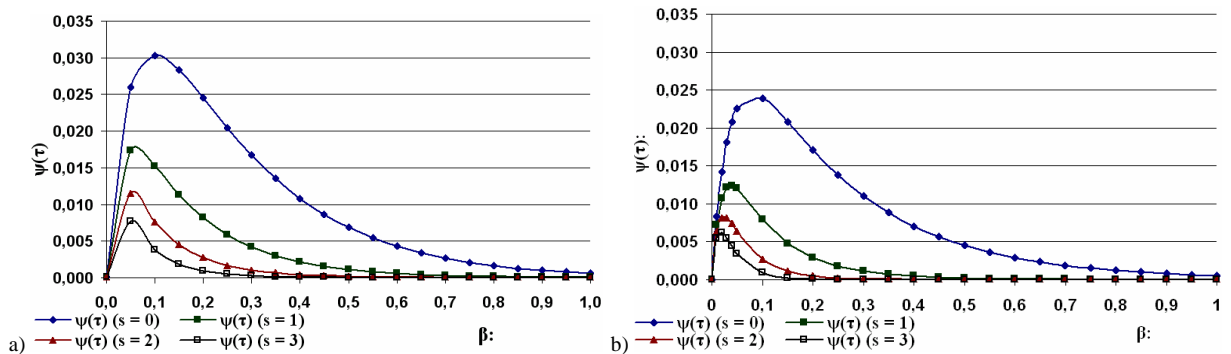 0,035
0,030
0,025
0,020
0,015
0,010
0,005
0,000
ψ(τ)
0,0 0,1 0,2 0,3 0,4 0,5 0,6 0,7 0,8 0,9 1,0
β:
ψ(τ) (s = 0) ψ(τ) (s = 1)
ψ(τ) (s = 2) ψ(τ) (s = 3)
a)
0,035
0,030
0,025
0,020
0,015
0,010
0,005
0,000
ψ(τ):
0 0,1 0,2 0,3 0,4 0,5 0,6 0,7 0,8 0,9 1
β:
ψ(τ) (s = 0) ψ(τ) (s = 1)
ψ(τ) (s = 2) ψ(τ) (s = 3)
b)